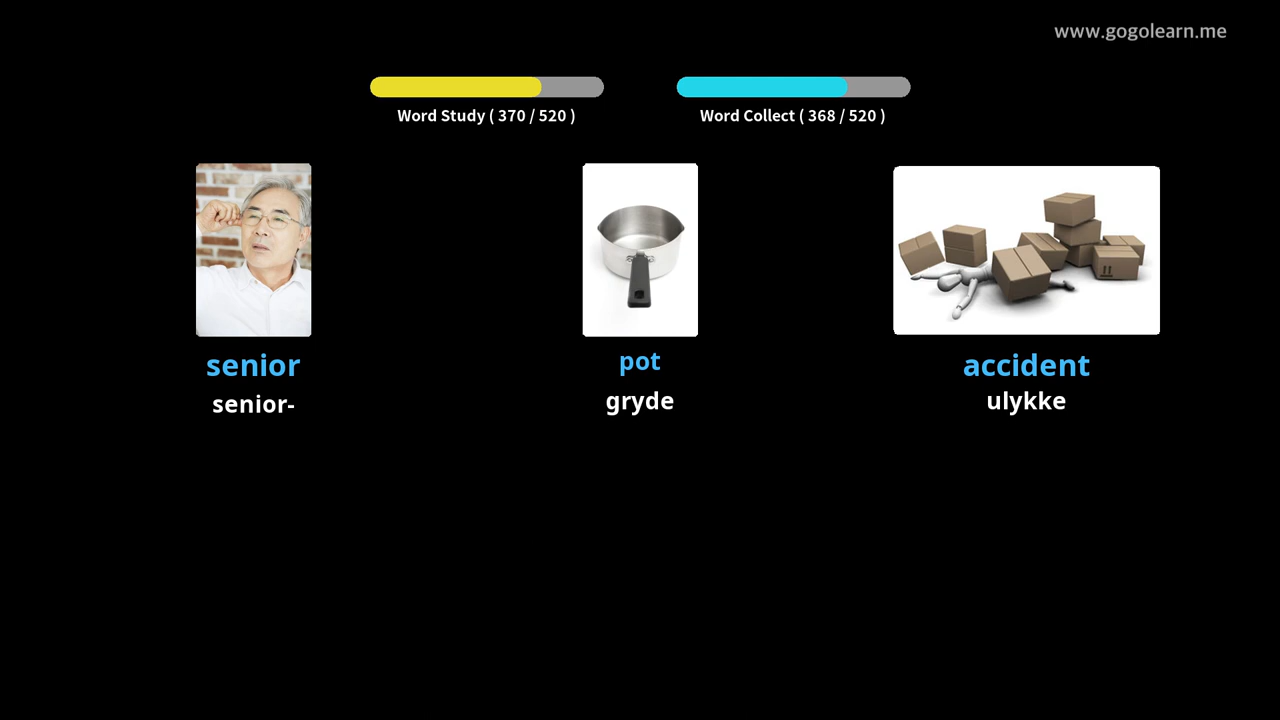 www.gogolearn.me
Word Study ( 370 / 520 )
Word Collect ( 368 / 520 )
senior
senior-
pot
gryde
accident
ulykke